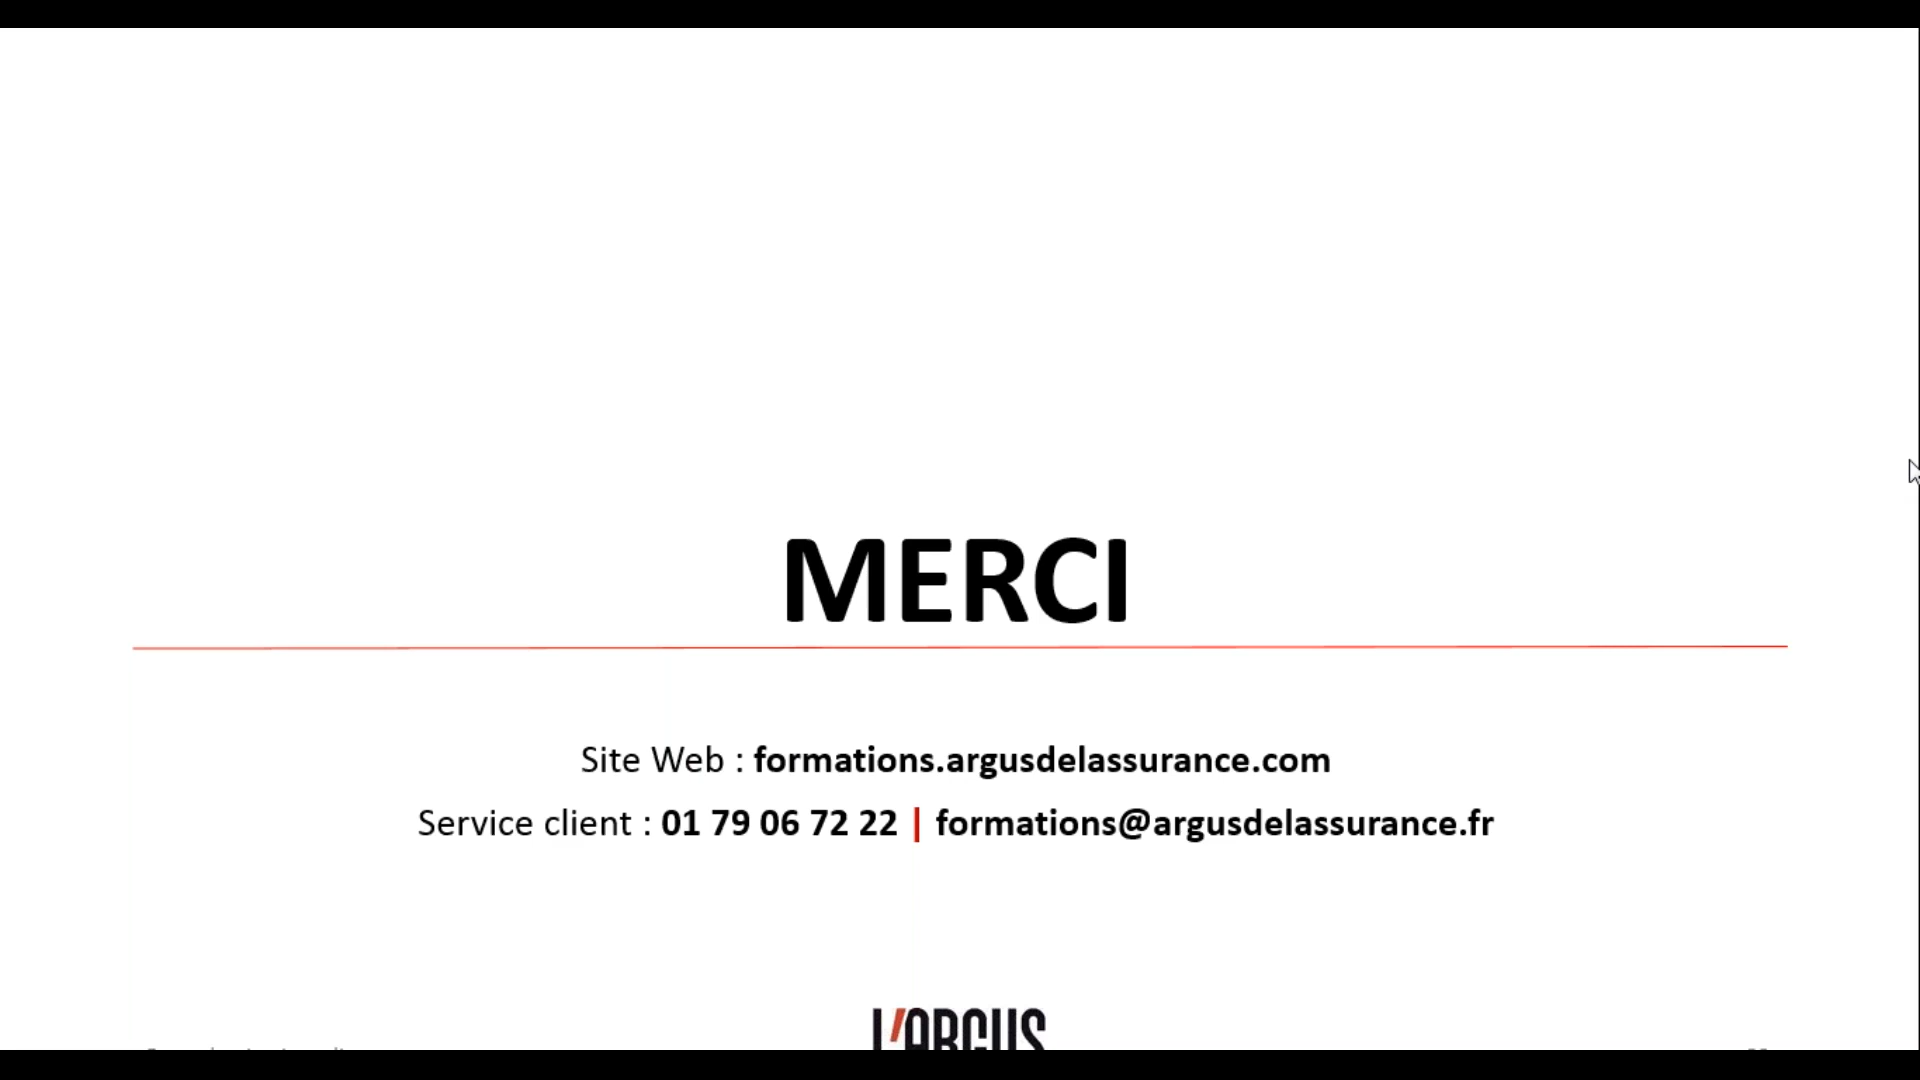 MERCI
Site Web : formations.argusdelassurance.com
Service client : 01 79 06 72 22 | formations@argusdelassurance.fr
L'ARGUS